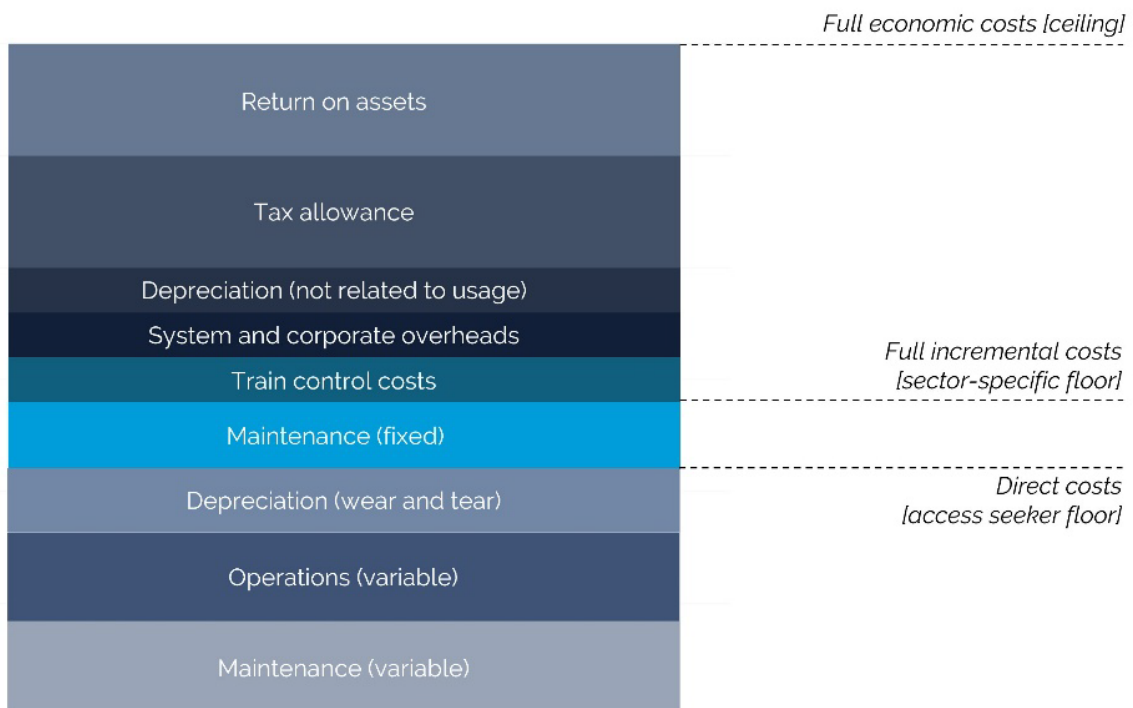 Full economic costs [ceiling]
Return on assets
Tax allowance
Depreciation (not related to usage)
System and corporate overheads
Full incremental costs
[sector-specific floor]
Train control costs
Maintenance (fixed)
Depreciation (wear and tear)
Direct costs
[access seeker floor]
Operations (variable)
Maintenance (variable)